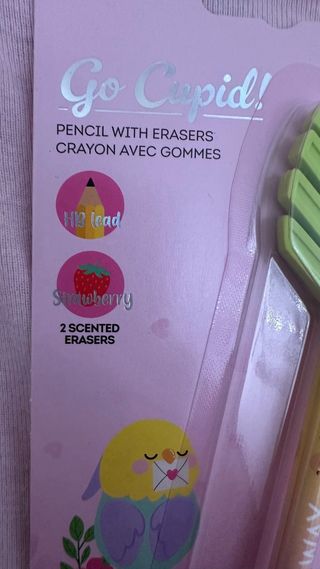 Go Cupid!
PENCIL WITH ERASERS
CRAYON AVEC GOMMES
HB lead
Strawberry
2 SCENTED
ERASERS